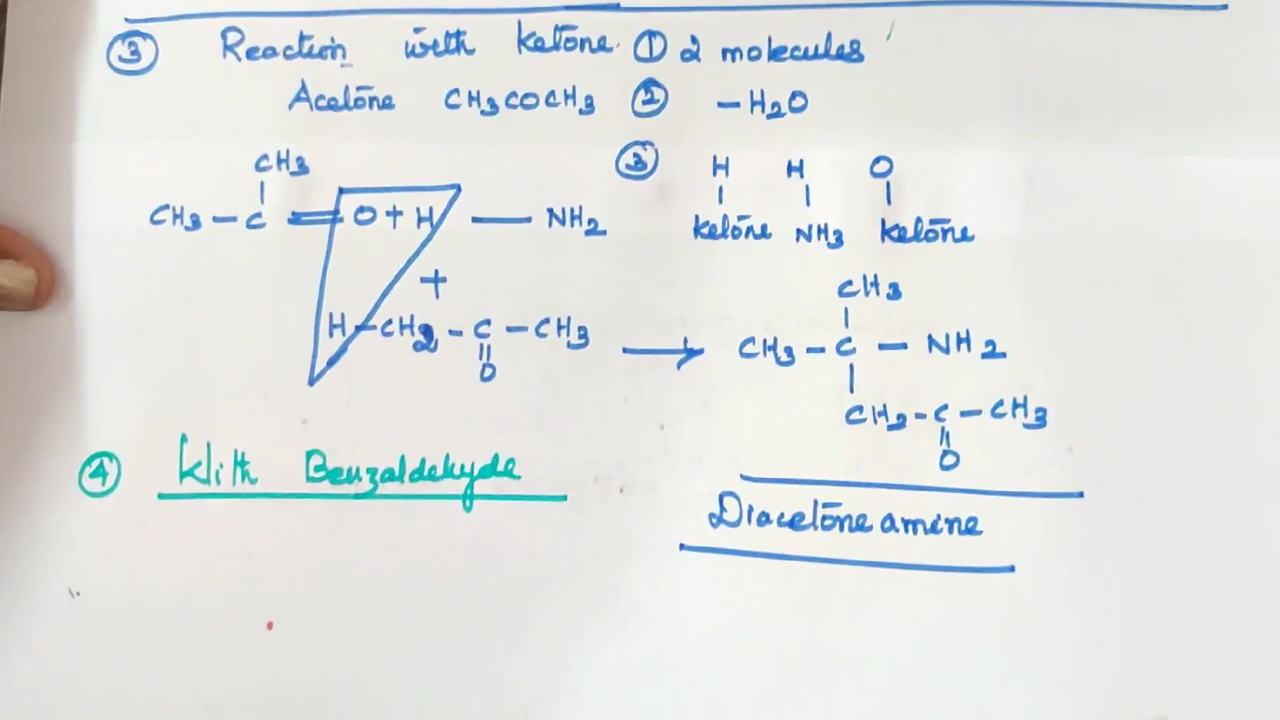 ③ Reaction with Ketone. ① 2 molecules
Acetone CH3COCH3 ② – H2O
③ H H O
Ketone NH3 Ketone
CH3
CH3 – C = O + H — NH2
+
H – CH2 – C – CH3 →
O
CH3
CH3 – C – NH2
CH2 – C – CH3
O
Diacetone amine
④ With Benzaldehyde